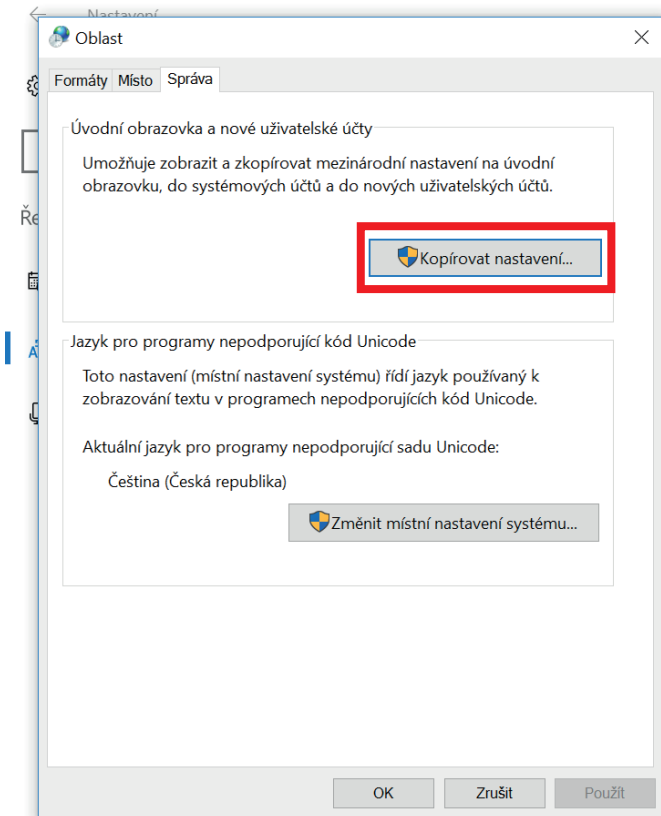 Nastavení
Oblast
Formáty Místo Správa
Úvodní obrazovka a nové uživatelské účty
Umožňuje zobrazit a zkopírovat mezinárodní nastavení na úvodní
obrazovku, do systémových účtů a do nových uživatelských účtů.
Kopírovat nastavení...
Jazyk pro programy nepodporující kód Unicode
Toto nastavení (místní nastavení systému) řídí jazyk používaný k
zobrazování textu v programech nepodporujících kód Unicode.
Aktuální jazyk pro programy nepodporující sadu Unicode:
Čeština (Česká republika)
Změnit místní nastavení systému...
OK Zrušit Použít